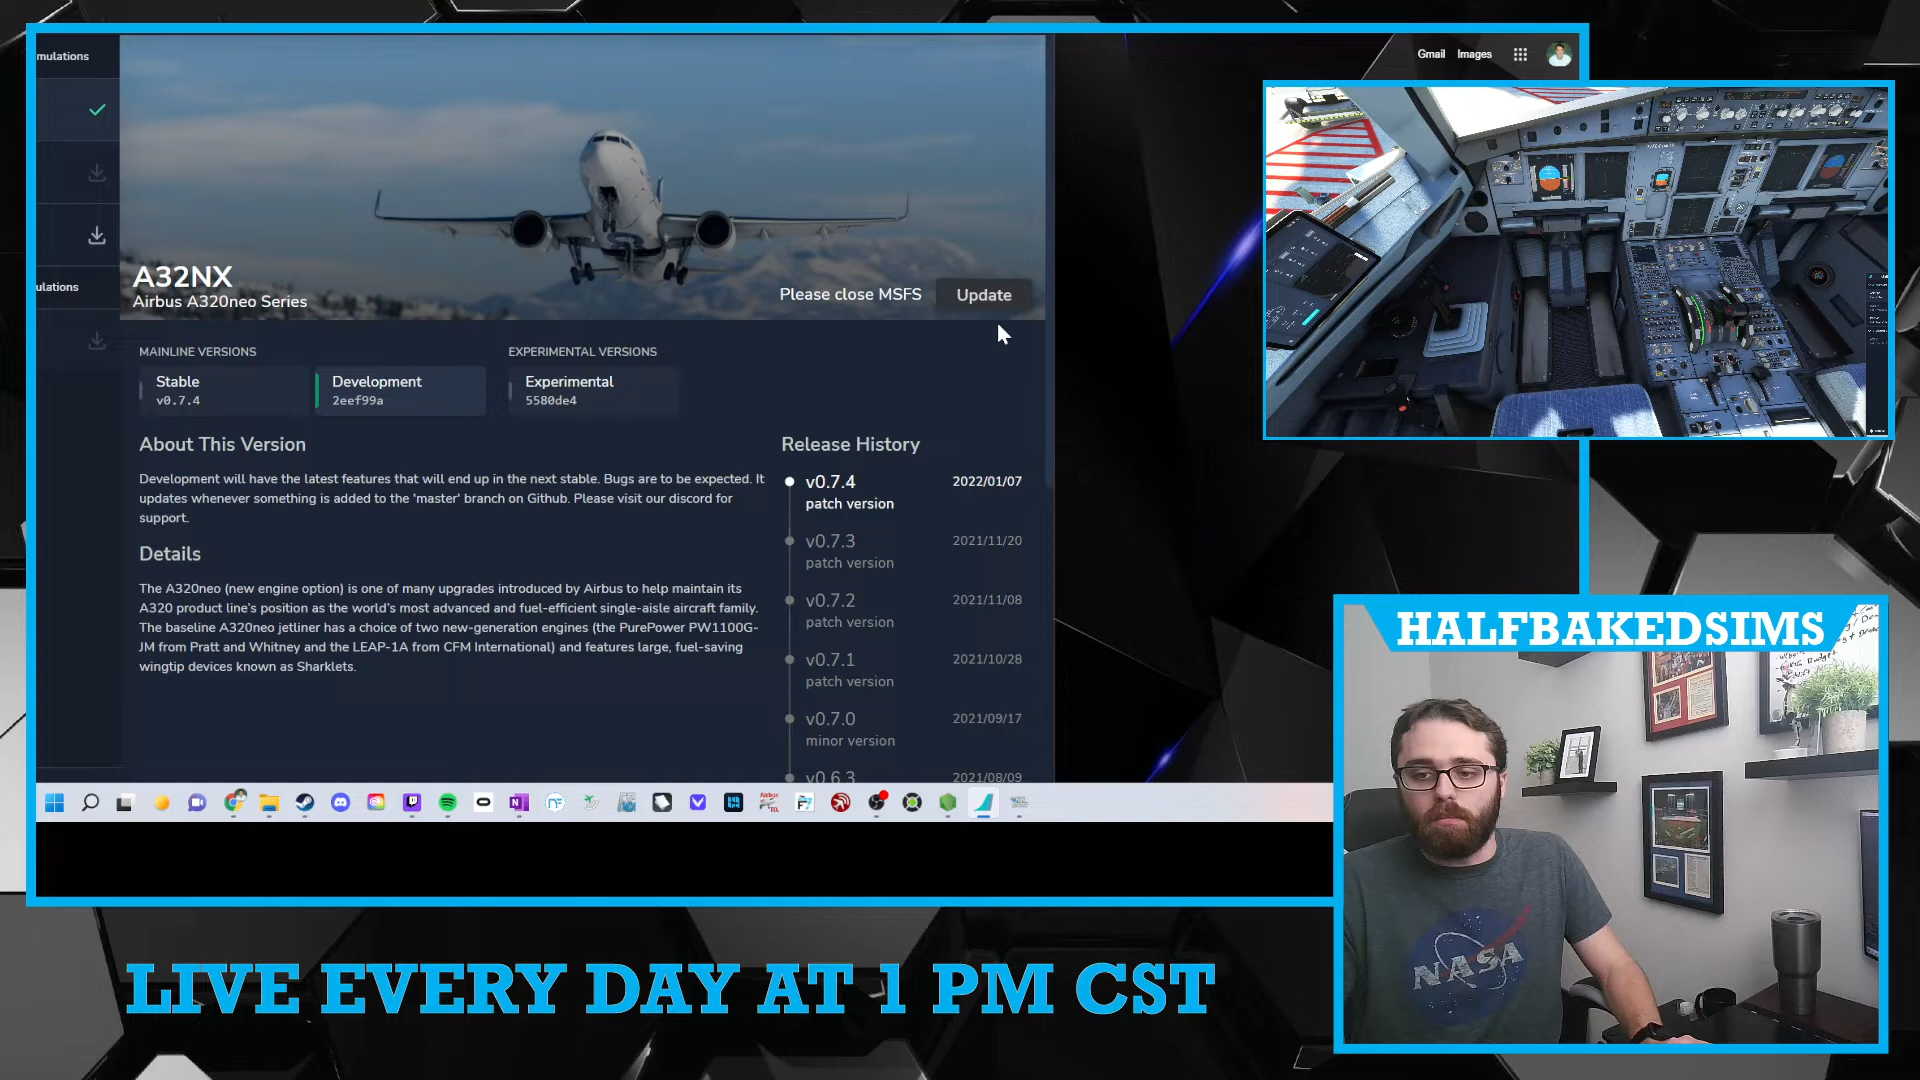 mulations
Gmail
Images
A32NX
Airbus A320neo Series
Please close MSFS
Update
ulations
MAINLINE VERSIONS
EXPERIMENTAL VERSIONS
Stable
v0.7.4
Development
2eef99a
Experimental
5580de4
About This Version
Development will have the latest features that will end up in the next stable. Bugs are to be expected. It
updates whenever something is added to the 'master' branch on Github. Please visit our discord for
support.
Details
The A320neo (new engine option) is one of many upgrades introduced by Airbus to help maintain its
A320 product line's position as the world's most advanced and fuel-efficient single-aisle aircraft family.
The baseline A320neo jetliner has a choice of two new-generation engines (the PurePower PW1100G-
JM from Pratt and Whitney and the LEAP-1A from CFM International) and features large, fuel-saving
wingtip devices known as Sharklets.
Release History
v0.7.4
2022/01/07
patch version
v0.7.3
2021/11/20
patch version
v0.7.2
2021/11/08
patch version
v0.7.1
2021/10/28
patch version
v0.7.0
2021/09/17
minor version
v0.6.3
2021/08/09
HALFBAKEDSIMS
NASA
LIVE EVERY DAY AT 1 PM CST